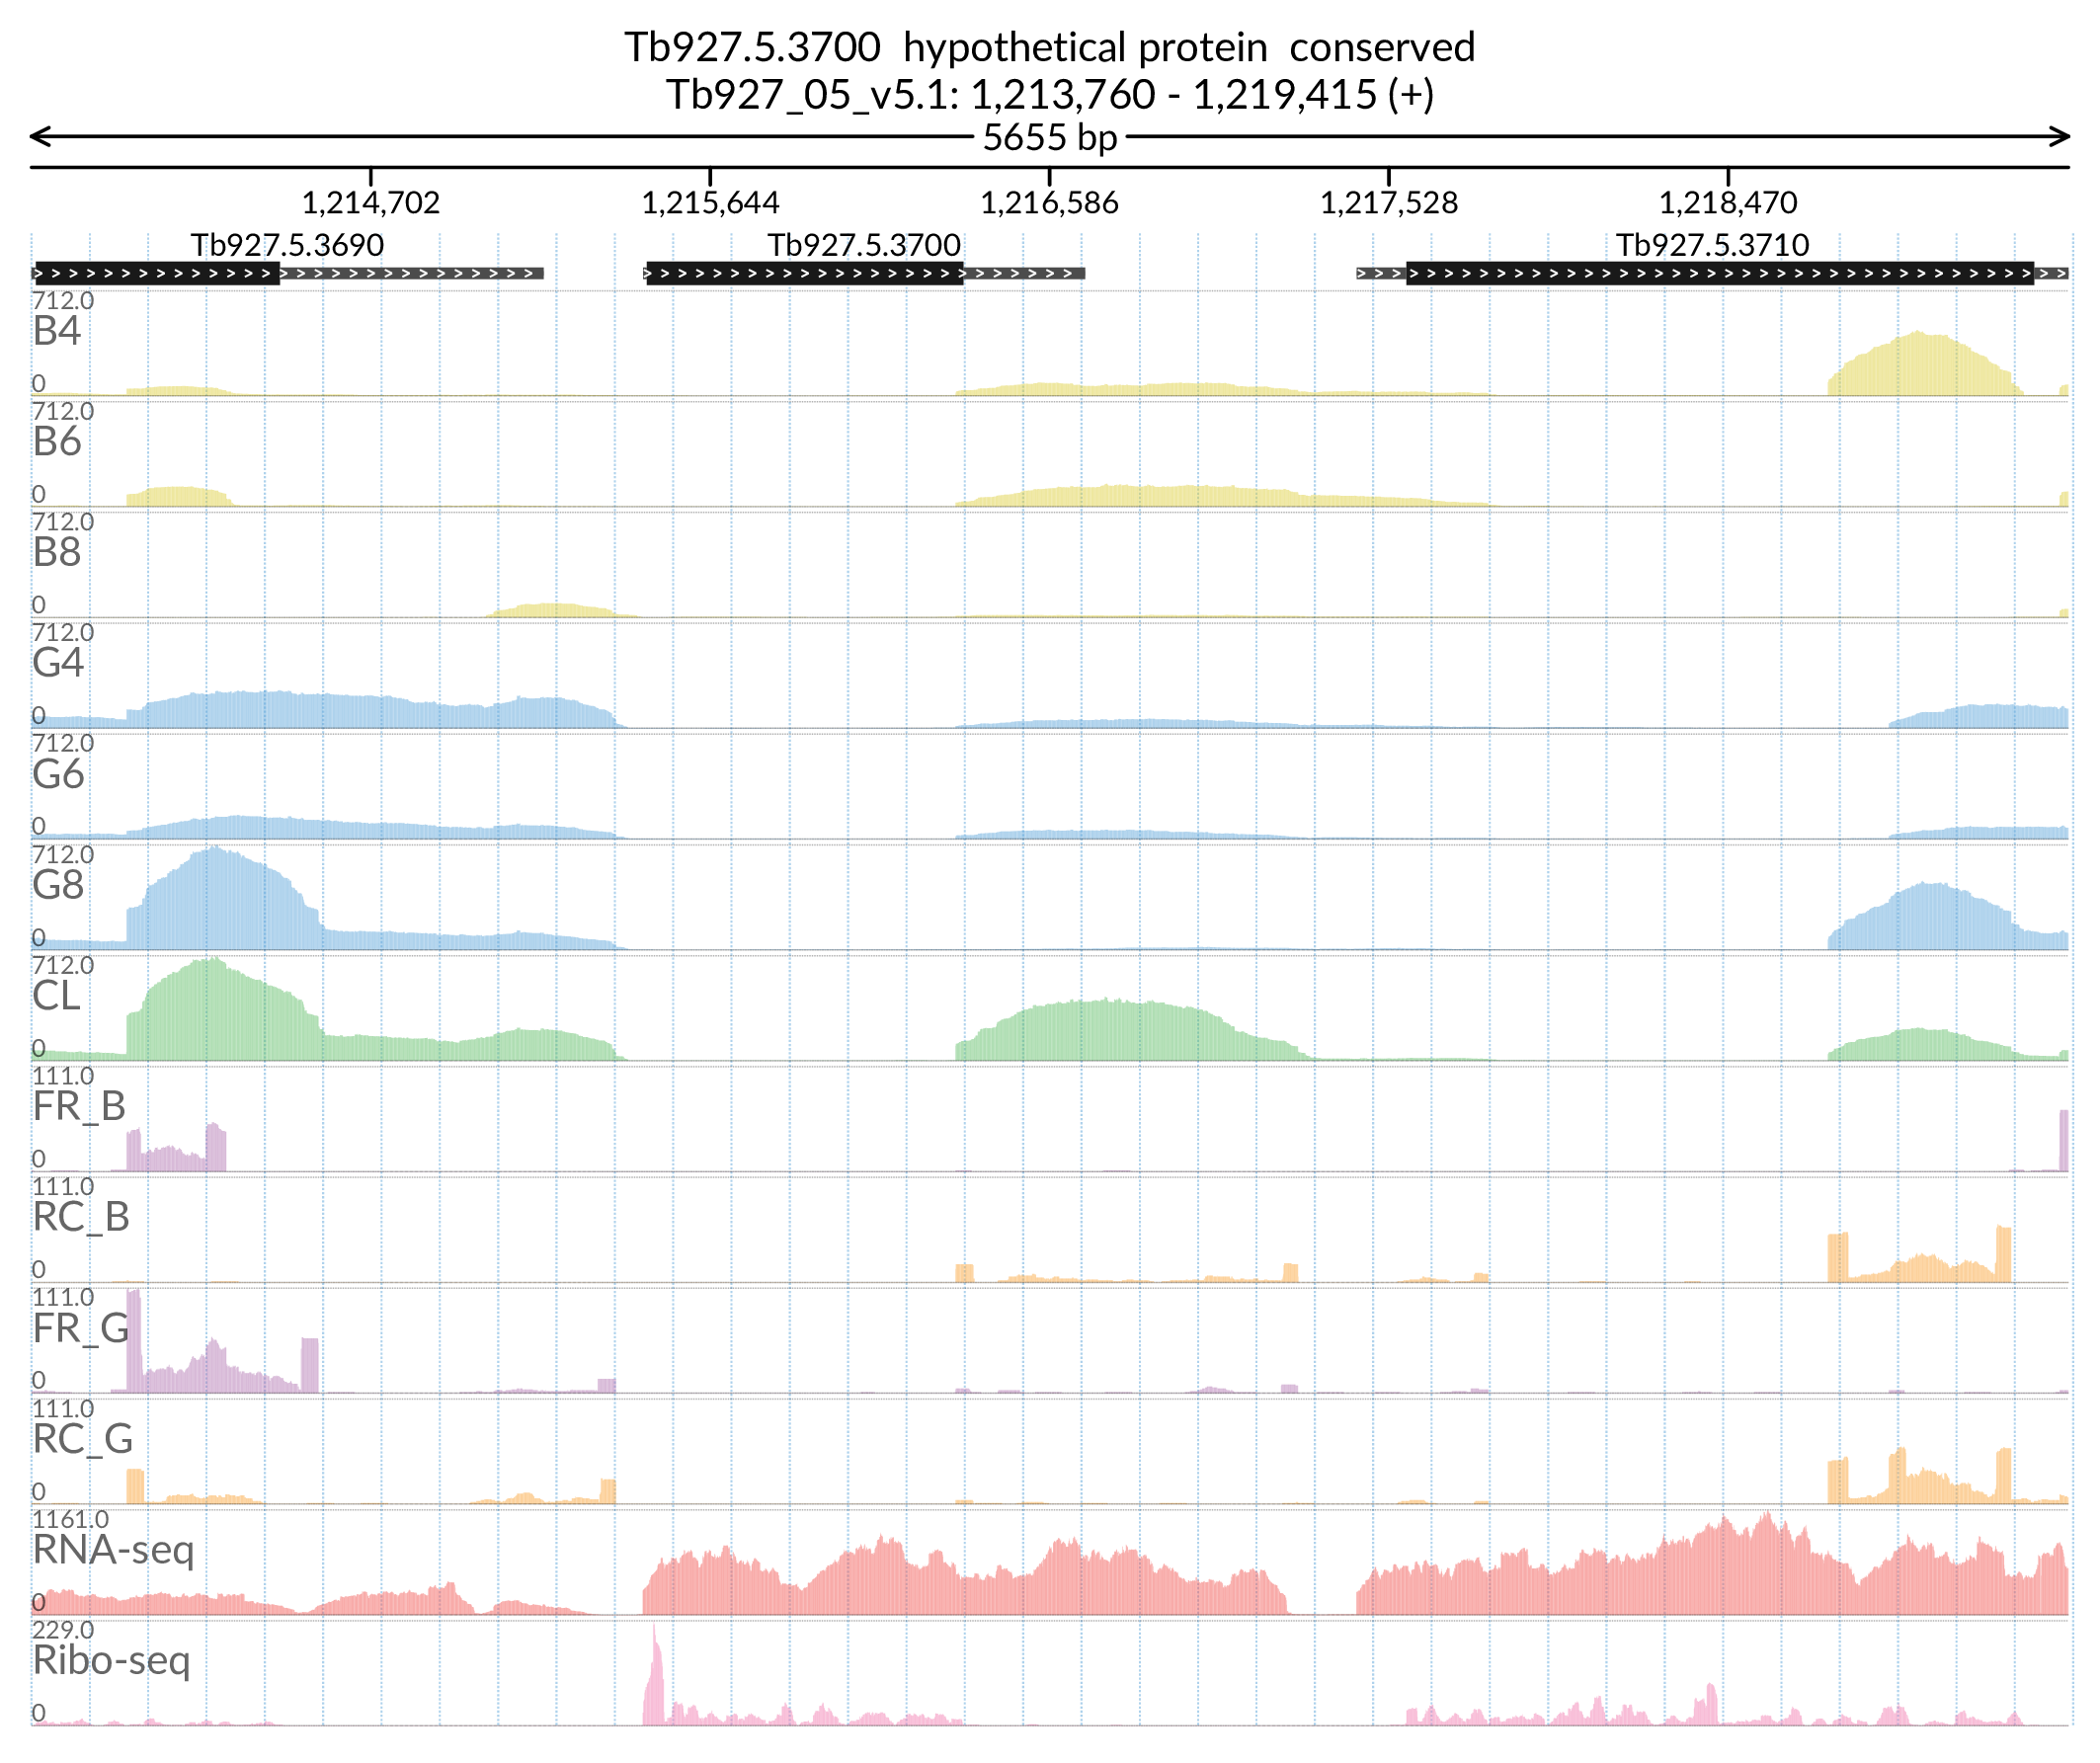 Tb927.5.3700 hypothetical protein conserved
Tb927_05_v5.1: 1,213,760 - 1,219,415 (+)
5655 bp
1,214,702 1,215,644 1,216,586 1,217,528 1,218,470
Tb927.5.3690 Tb927.5.3700 Tb927.5.3710
712.0
B4
0
712.0
B6
0
712.0
B8
0
712.0
G4
0
712.0
G6
0
712.0
G8
0
712.0
CL
0
111.0
FR_B
0
111.0
RC_B
0
111.0
FR_G
0
111.0
RC_G
0
1161.0
RNA-seq
0
229.0
Ribo-seq
0